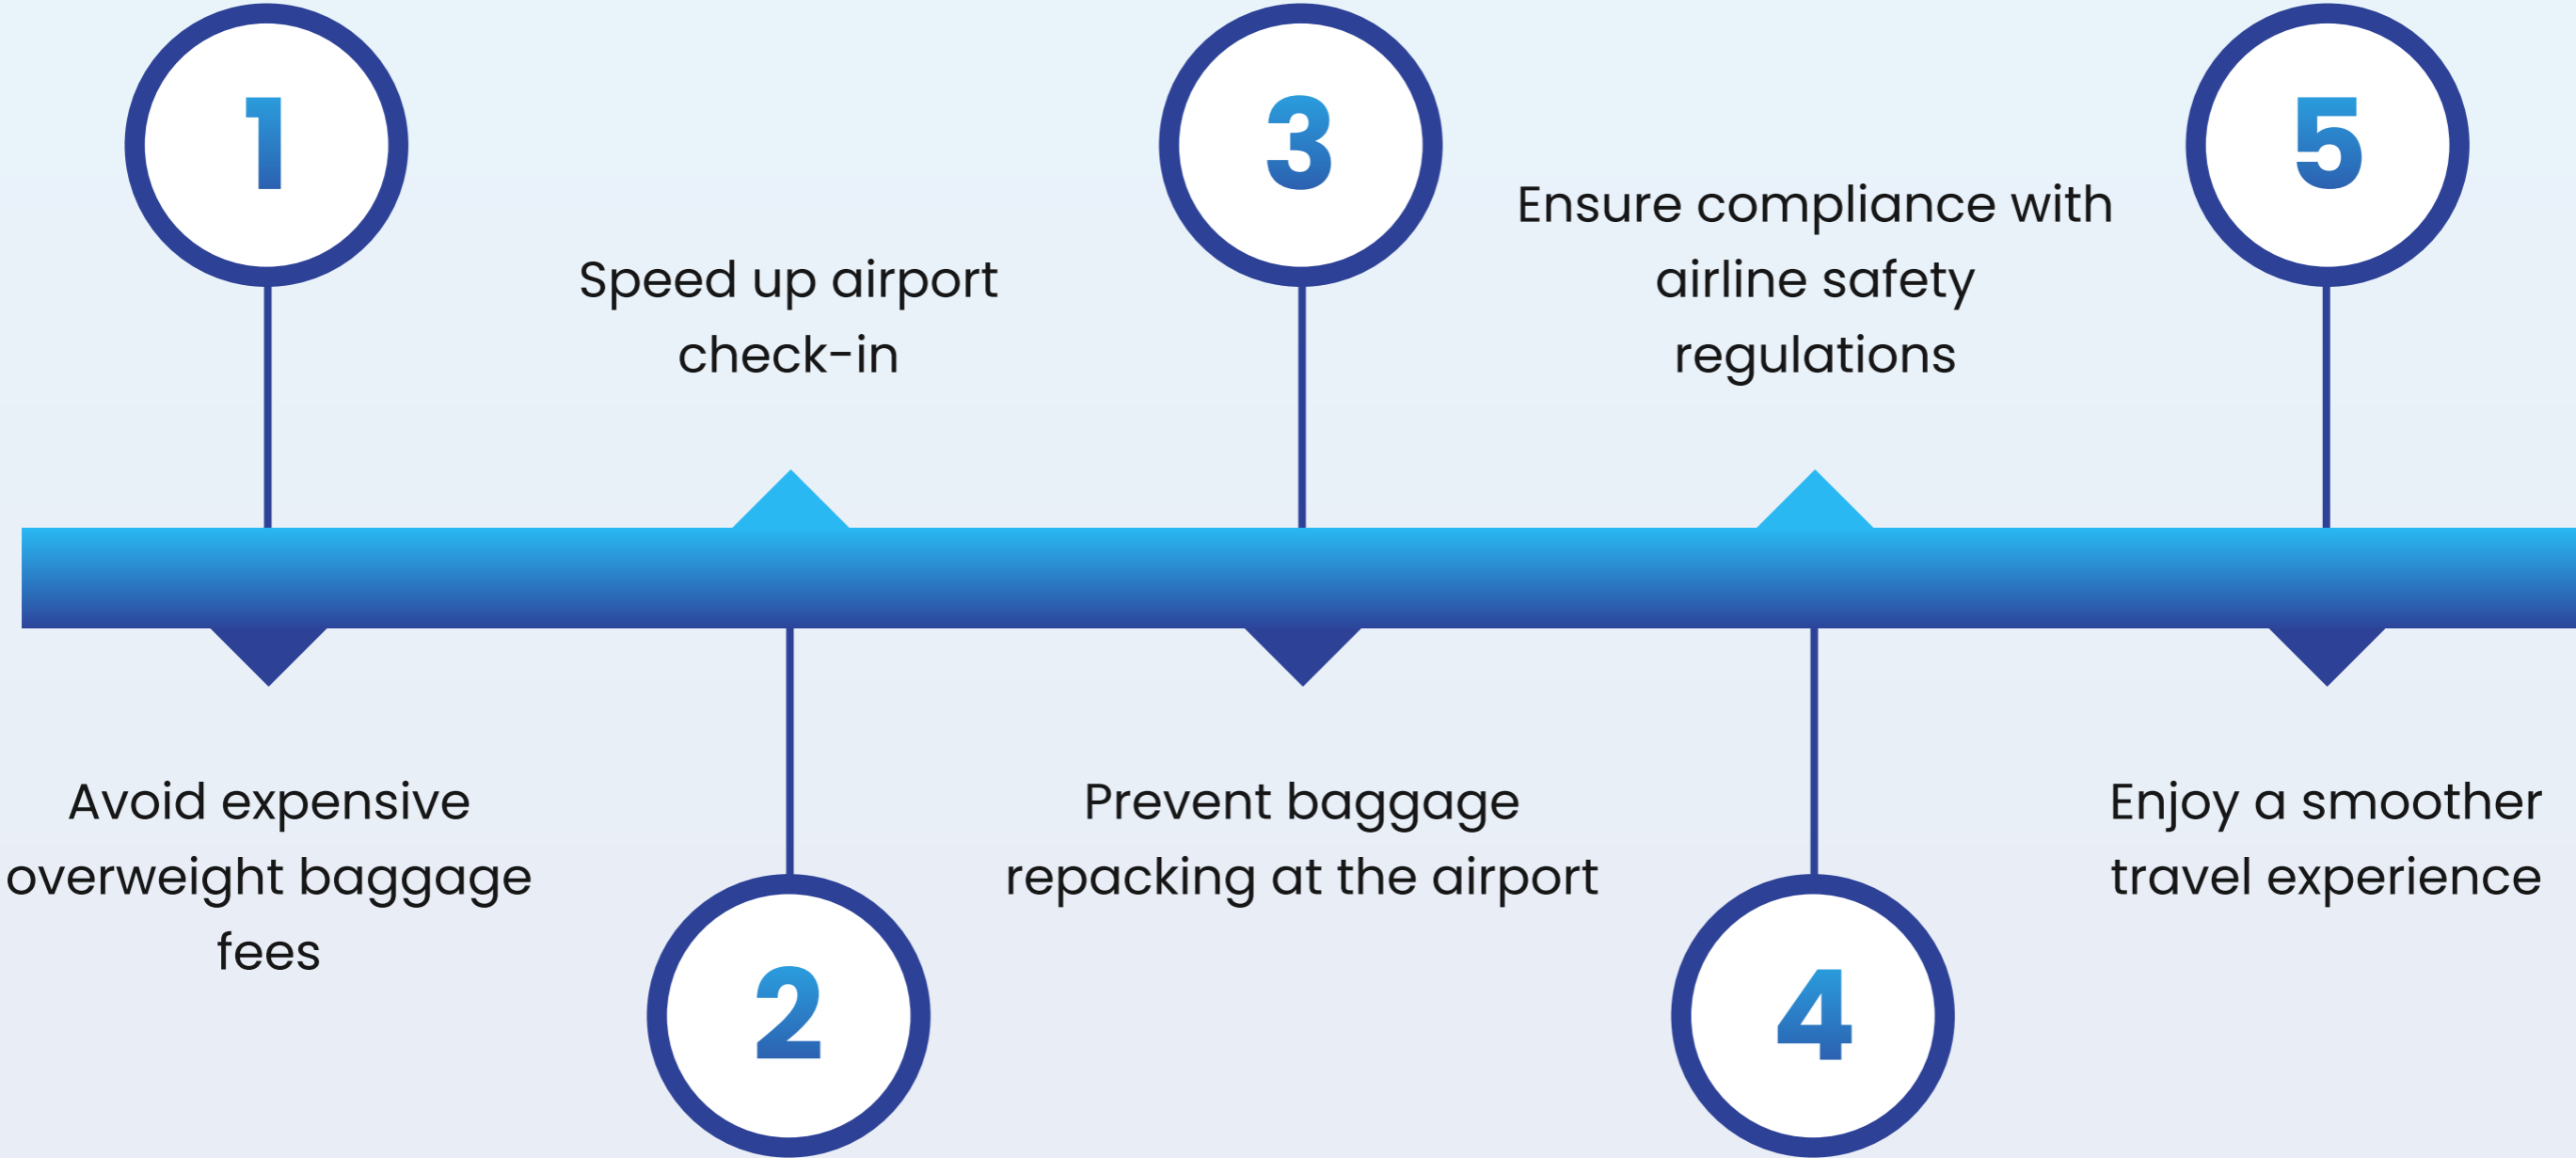 1
Avoid expensive
overweight baggage
fees
Speed up airport
check-in
2
3
Prevent baggage
repacking at the airport
Ensure compliance with
airline safety
regulations
4
5
Enjoy a smoother
travel experience